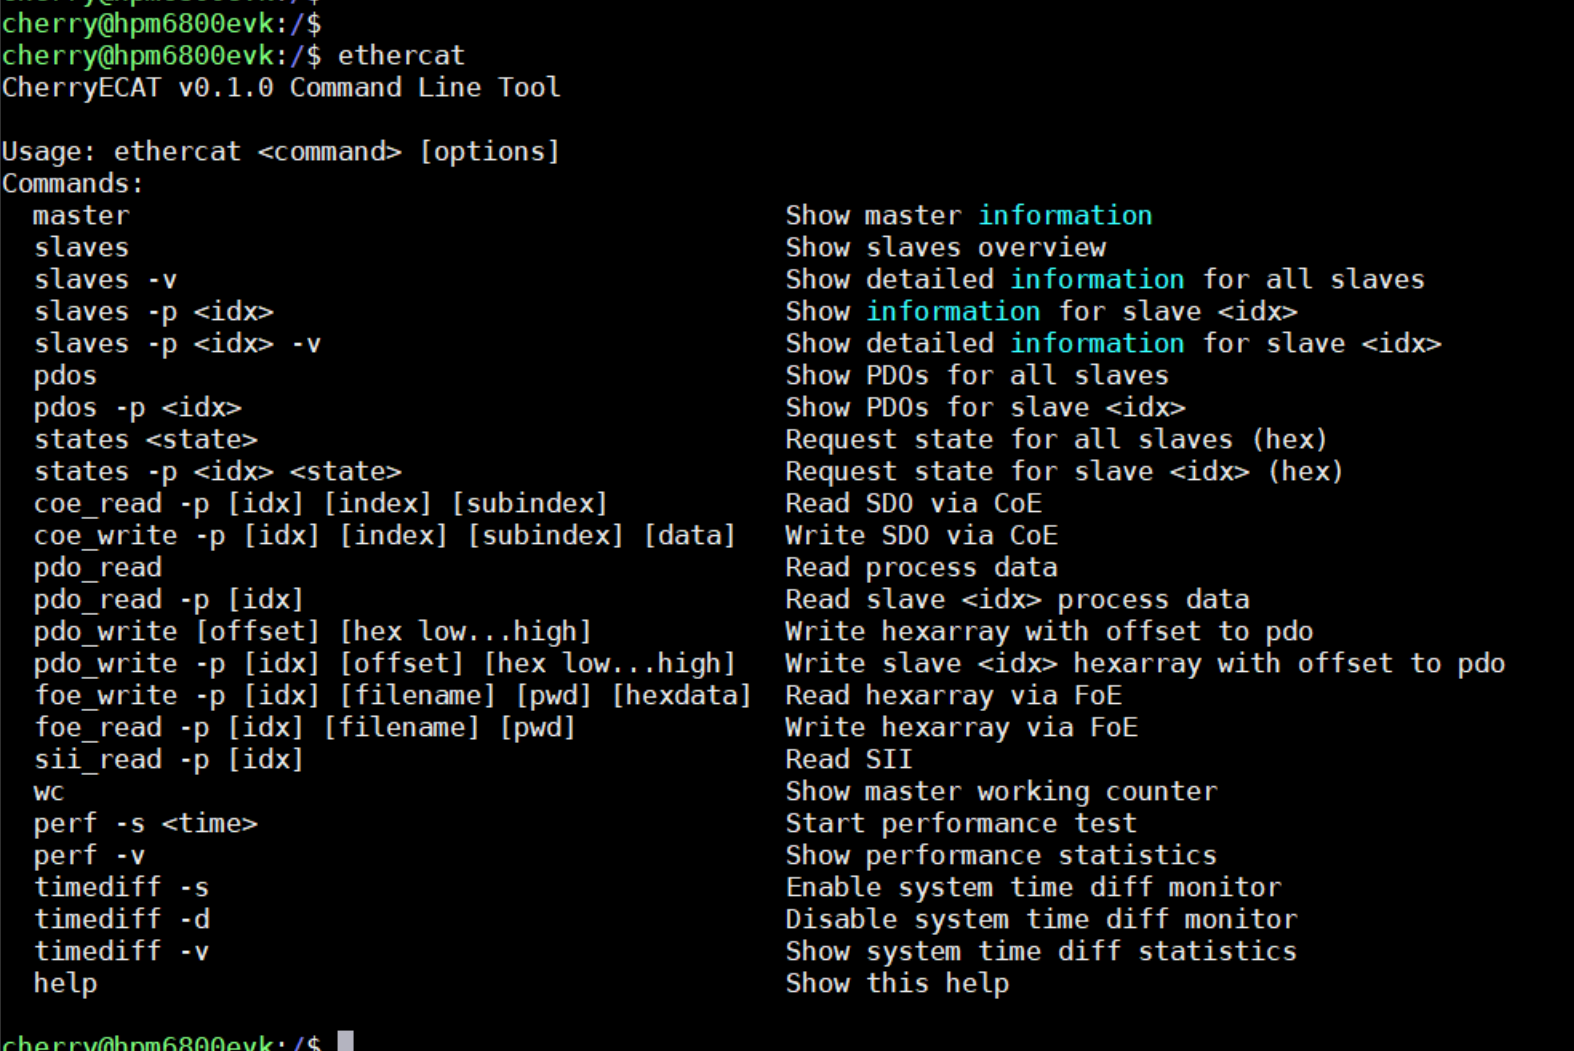 cherry@hpm6800evk:/$
cherry@hpm6800evk:/$
cherry@hpm6800evk:/$ ethercat
CherryECAT v0.1.0 Command Line Tool
Usage: ethercat <command> [options]
Commands:
master Show master information
slaves Show slaves overview
slaves -v Show detailed information for all slaves
slaves -p <idx> Show information for slave <idx>
slaves -p <idx> -v Show detailed information for slave <idx>
pdos Show PDOs for all slaves
pdos -p <idx> Show PDOs for slave <idx>
states <state> Request state for all slaves (hex)
states -p <idx> <state> Request state for slave <idx> (hex)
coe_read -p [idx] [index] [subindex] Read SDO via CoE
coe_write -p [idx] [index] [subindex] [data] Write SDO via CoE
pdo_read Read process data
pdo_read -p [idx] Read slave <idx> process data
pdo_write [offset] [hex low...high] Write hexarray with offset to pdo
pdo_write -p [idx] [offset] [hex low...high] Write slave <idx> hexarray with offset to pdo
foe_write -p [idx] [filename] [pwd] [hexdata] Read hexarray via FoE
foe_read -p [idx] [filename] [pwd] Write hexarray via FoE
sii_read -p [idx] Read SII
wc Show master working counter
perf -s <time> Start performance test
perf -v Show performance statistics
timediff -s Enable system time diff monitor
timediff -d Disable system time diff monitor
timediff -v Show system time diff statistics
help Show this help
cherry@hpm6800evk:/$